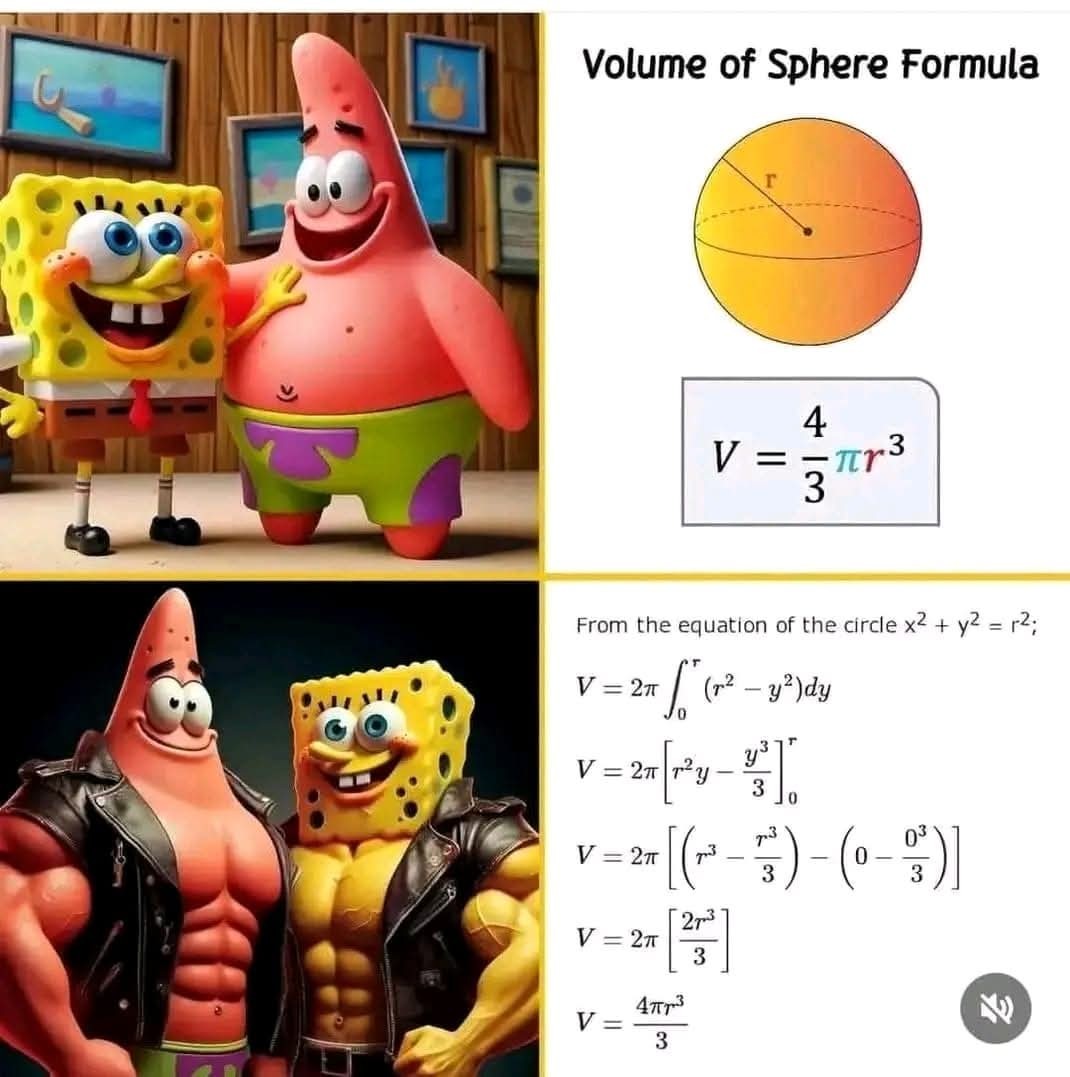 Volume of Sphere Formula
r
V = 4/3 πr³
From the equation of the circle x² + y² = r²;
V = 2π ∫₀ʳ (r² − y²)dy
V = 2π [r²y − y³/3]₀ʳ
V = 2π [(r³ − r³/3) − (0 − 0³/3)]
V = 2π [2r³/3]
V = 4πr³/3